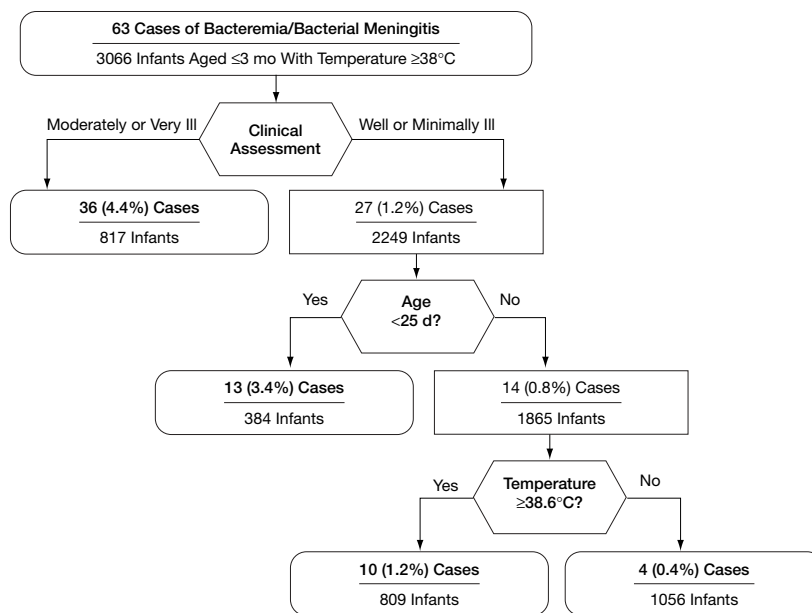 63 Cases of Bacteremia/Bacterial Meningitis
3066 Infants Aged ≤3 mo With Temperature ≥38°C
Moderately or Very Ill
Clinical
Assessment
Well or Minimally Ill
36 (4.4%) Cases
817 Infants
27 (1.2%) Cases
2249 Infants
Yes
Age
<25 d?
No
13 (3.4%) Cases
384 Infants
14 (0.8%) Cases
1865 Infants
Yes
Temperature
≥38.6°C?
No
10 (1.2%) Cases
809 Infants
4 (0.4%) Cases
1056 Infants